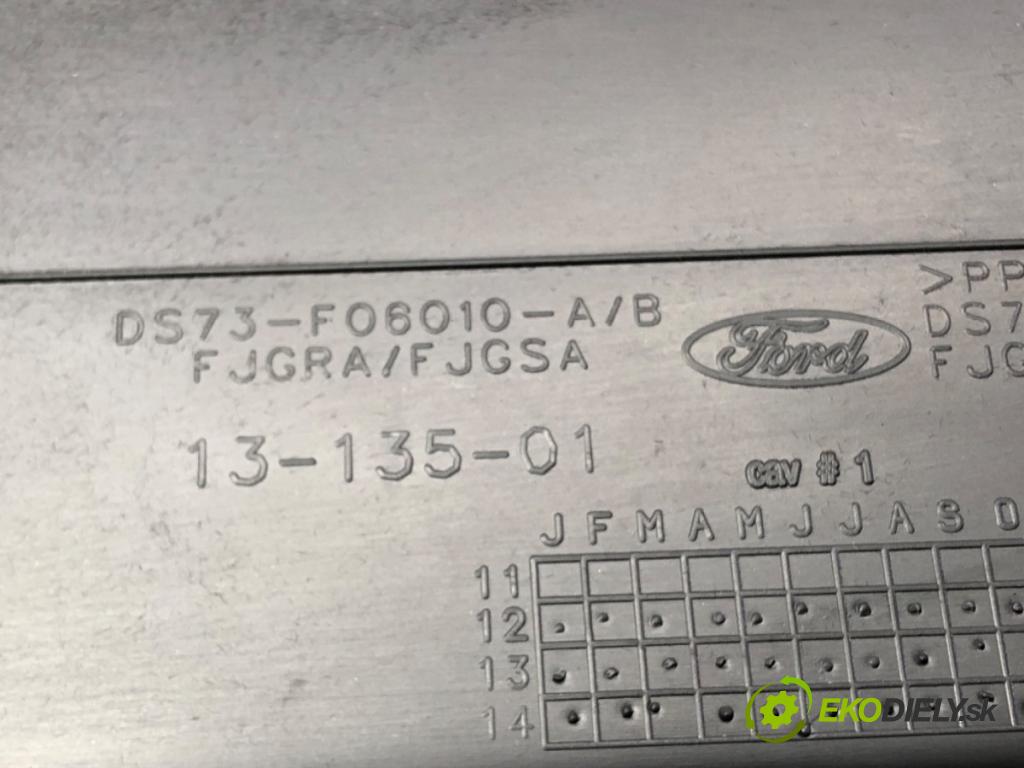 DS73-F06010-A/B
FJGRA/FJGSA
Ford
>PP
DS7
FJG
13-135-01
cav # 1
J F M A M J J A S O
11
12
13
14
EKODIELY.sk